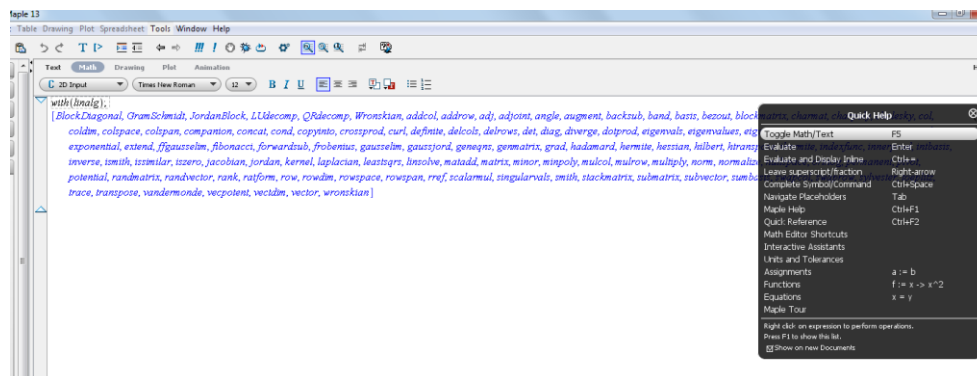 Maple 13
Table Drawing Plot Spreadsheet Tools Window Help
Text Math Drawing Plot Animation
C 2D Input Times New Roman 12 B I U
with(linalg);
[BlockDiagonal, GramSchmidt, JordanBlock, LUdecomp, QRdecomp, Wronskian, addcol, addrow, adj, adjoint, angle, augment, backsub, band, basis, bezout, blockmatrix, charmat,
coldim, colspace, colspan, companion, concat, cond, copyinto, crossprod, curl, definite, delcols, delrows, det, diag, diverge, dotprod, eigenvals, eigenvalues,
exponential, extend, ffgausselim, fibonacci, forwardsub, frobenius, gausselim, gaussjord, geneqns, genmatrix, grad, hadamard, hermite, hessian, hilbert,
inverse, ismith, issimilar, iszero, jacobian, jordan, kernel, laplacian, leastsqrs, linsolve, matadd, matrix, minor, minpoly, mulcol, mulrow, multiply, norm,
potential, randmatrix, randvector, rank, ratform, row, rowdim, rowspace, rowspan, rref, scalarmul, singularvals, smith, stackmatrix, submatrix, subvector,
trace, transpose, vandermonde, vecpotent, vectdim, vector, wronskian]
Quick Help
Toggle Math/Text F5
Evaluate Enter
Evaluate and Display Inline Ctrl+=
Leave superscript/fraction Right-arrow
Complete Symbol/Command Ctrl+Space
Navigate Placeholders Tab
Maple Help Ctrl+F1
Quick Reference Ctrl+F2
Math Editor Shortcuts
Interactive Assistants
Units and Tolerances
Assignments a := b
Functions f := x -> x^2
Equations x = y
Maple Tour
Right click on expression to perform operations.
Press F1 to show this list.
Show on new Documents